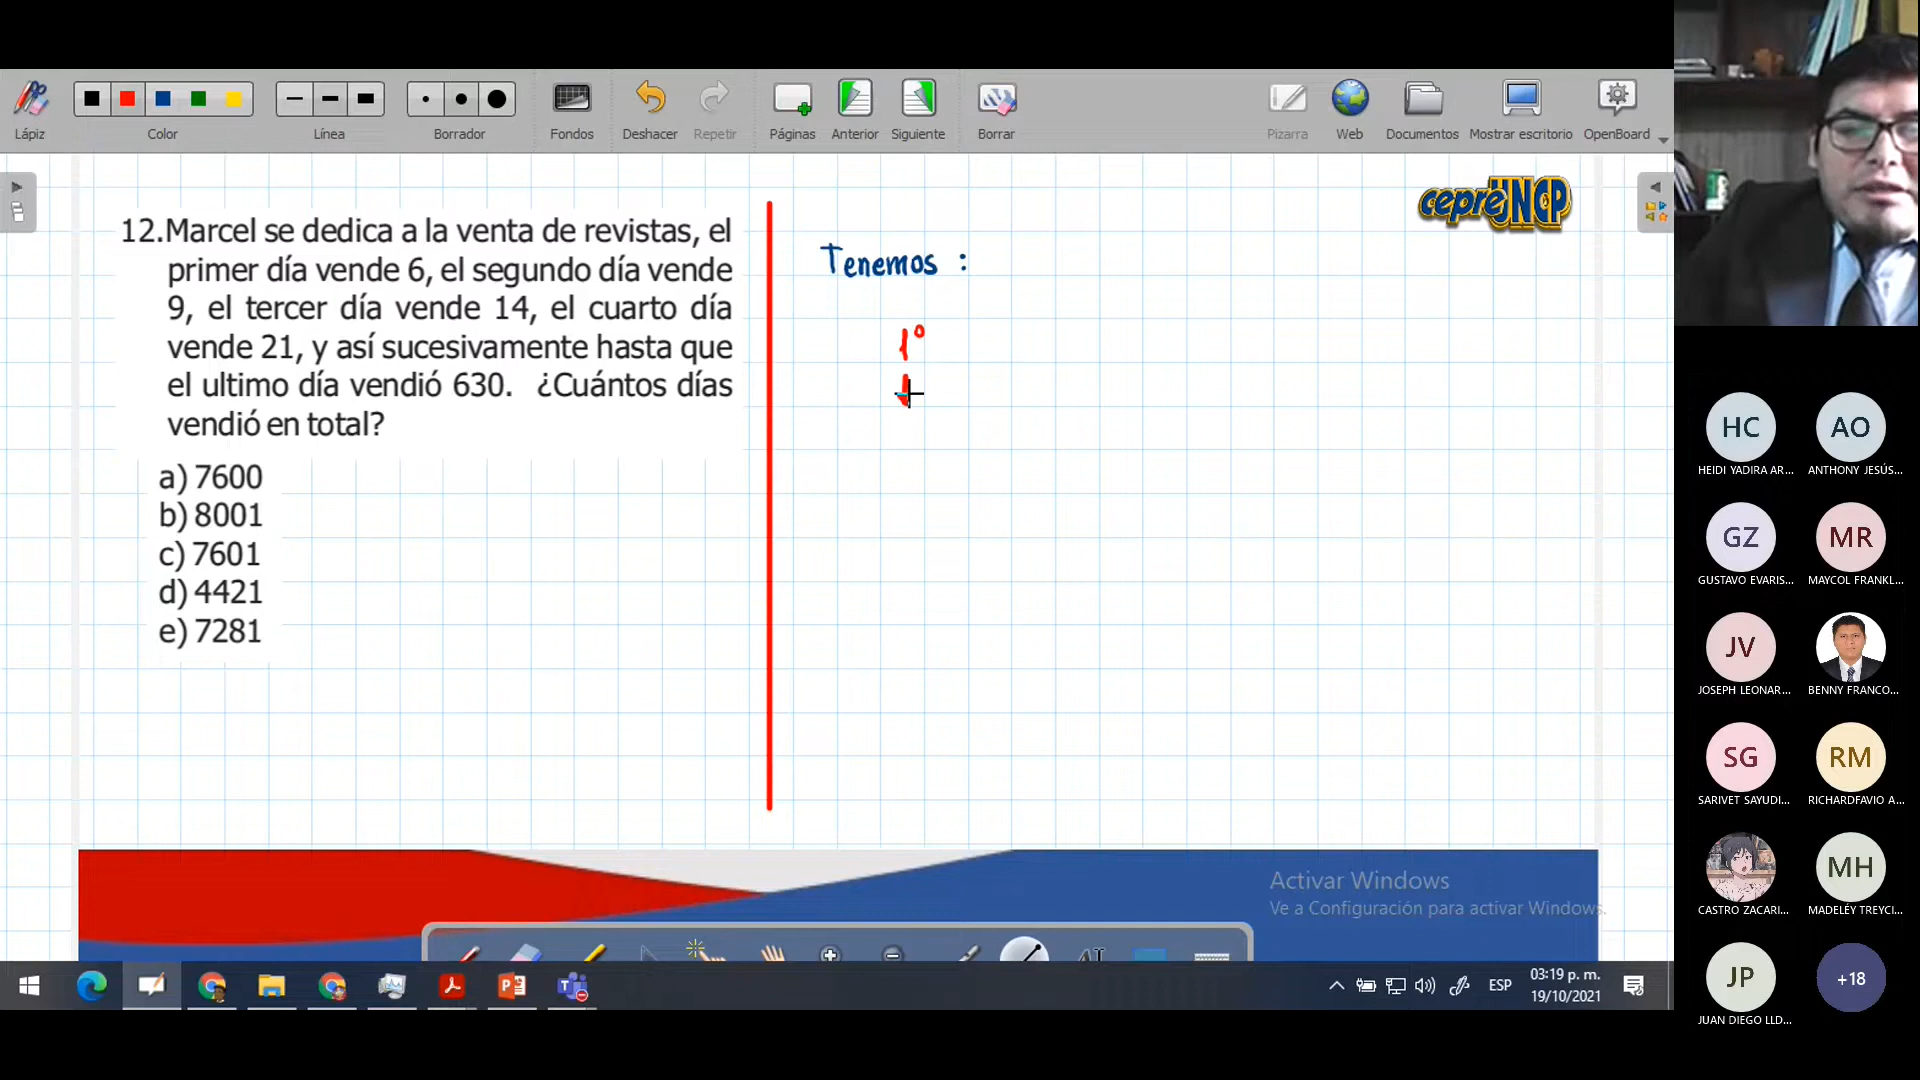 Lápiz
Color
Línea
Borrador
Fondos
Deshacer
Repetir
Páginas
Anterior
Siguiente
Borrar
Pizarra
Web
Documentos
Mostrar escritorio
OpenBoard
cepreUNCP
12.Marcel se dedica a la venta de revistas, el
primer día vende 6, el segundo día vende
9, el tercer día vende 14, el cuarto día
vende 21, y así sucesivamente hasta que
el ultimo día vendió 630. ¿Cuántos días
vendió en total?
a) 7600
b) 8001
c) 7601
d) 4421
e) 7281
Tenemos :
1°
Activar Windows
Ve a Configuración para activar Windows.
ESP
03:19 p. m.
19/10/2021
HC
HEIDI YADIRA AR...
AO
ANTHONY JESÚS...
GZ
GUSTAVO EVARIS...
MR
MAYCOL FRANKL...
JV
JOSEPH LEONAR...
BENNY FRANCO...
SG
SARIVET SAYUDI...
RM
RICHARDFAVIO A...
CASTRO ZACARI...
MH
MADELÉY TREYCI...
JP
JUAN DIEGO LLD...
+18